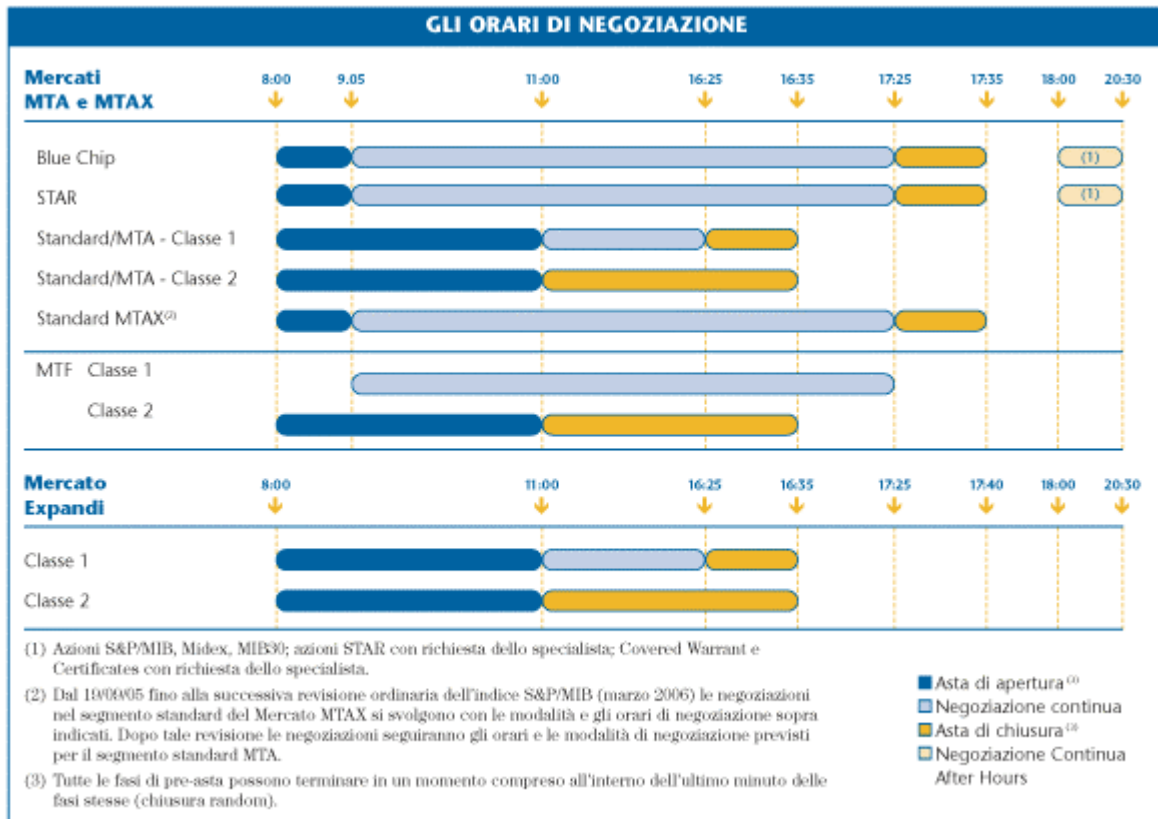 GLI ORARI DI NEGOZIAZIONE
Mercati
MTA e MTAX
8:00 9.05 11:00 16:25 16:35 17:25 17:35 18:00 20:30
Blue Chip (1)
STAR (1)
Standard/MTA - Classe 1
Standard/MTA - Classe 2
Standard MTAX(2)
MTF Classe 1
Classe 2
Mercato
Expandi
8:00 11:00 16:25 16:35 17:25 17:40 18:00 20:30
Classe 1
Classe 2
(1) Azioni S&P/MIB, Midex, MIB30; azioni STAR con richiesta dello specialista; Covered Warrant e
Certificates con richiesta dello specialista.
(2) Dal 19/09/05 fino alla successiva revisione ordinaria dell'indice S&P/MIB (marzo 2006) le negoziazioni
nel segmento standard del Mercato MTAX si svolgono con le modalità e gli orari di negoziazione sopra
indicati. Dopo tale revisione le negoziazioni seguiranno gli orari e le modalità di negoziazione previsti
per il segmento standard MTA.
(3) Tutte le fasi di pre-asta possono terminare in un momento compreso all'interno dell'ultimo minuto delle
fasi stesse (chiusura random).
Asta di apertura(3)
Negoziazione continua
Asta di chiusura(3)
Negoziazione Continua
After Hours